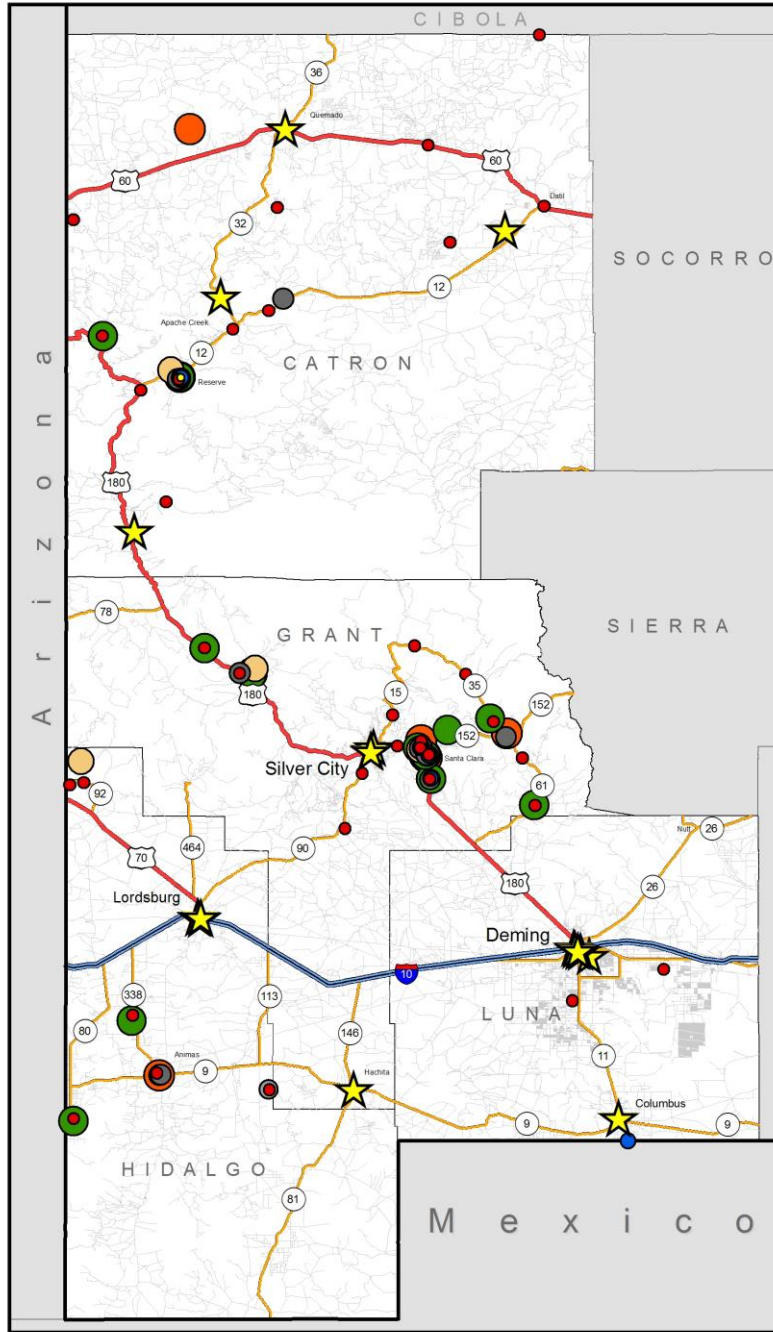 CIBOLA
36
Quemado
60
60
Datil
32
SOCORRO
12
Apache Creek
12
CATRON
Reserve
Arizona
180
78
GRANT
SIERRA
15
35
180
152
152
Silver City
Santa Clara
92
61
70
464
90
Nutt
26
26
180
Lordsburg
Deming
10
338
113
LUNA
80
146
11
Animas
9
Hachita
Columbus
9
9
HIDALGO
81
Mexico